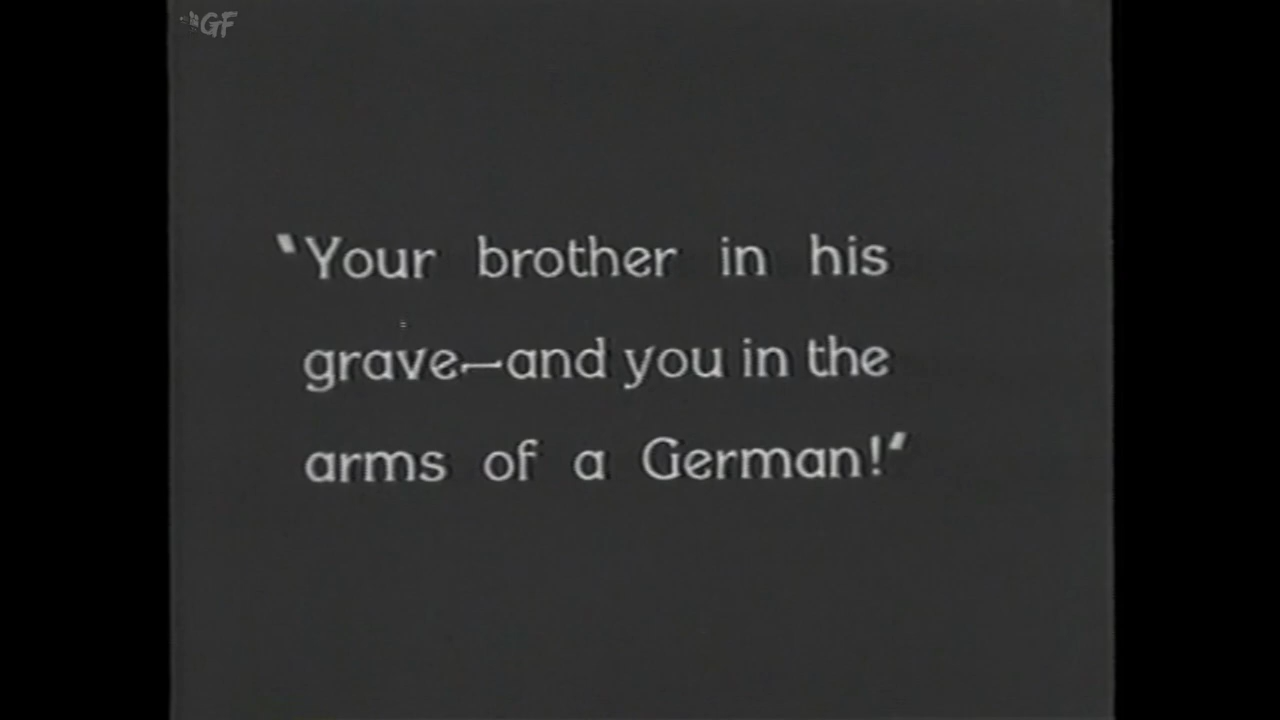 GF
"Your brother in his
grave—and you in the
arms of a German!"